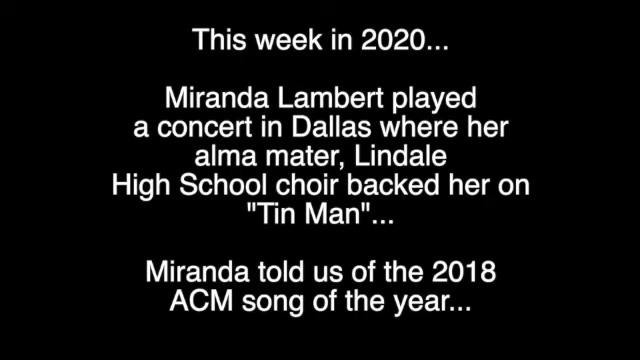 This week in 2020...
Miranda Lambert played
a concert in Dallas where her
alma mater, Lindale
High School choir backed her on
"Tin Man"...
Miranda told us of the 2018
ACM song of the year...